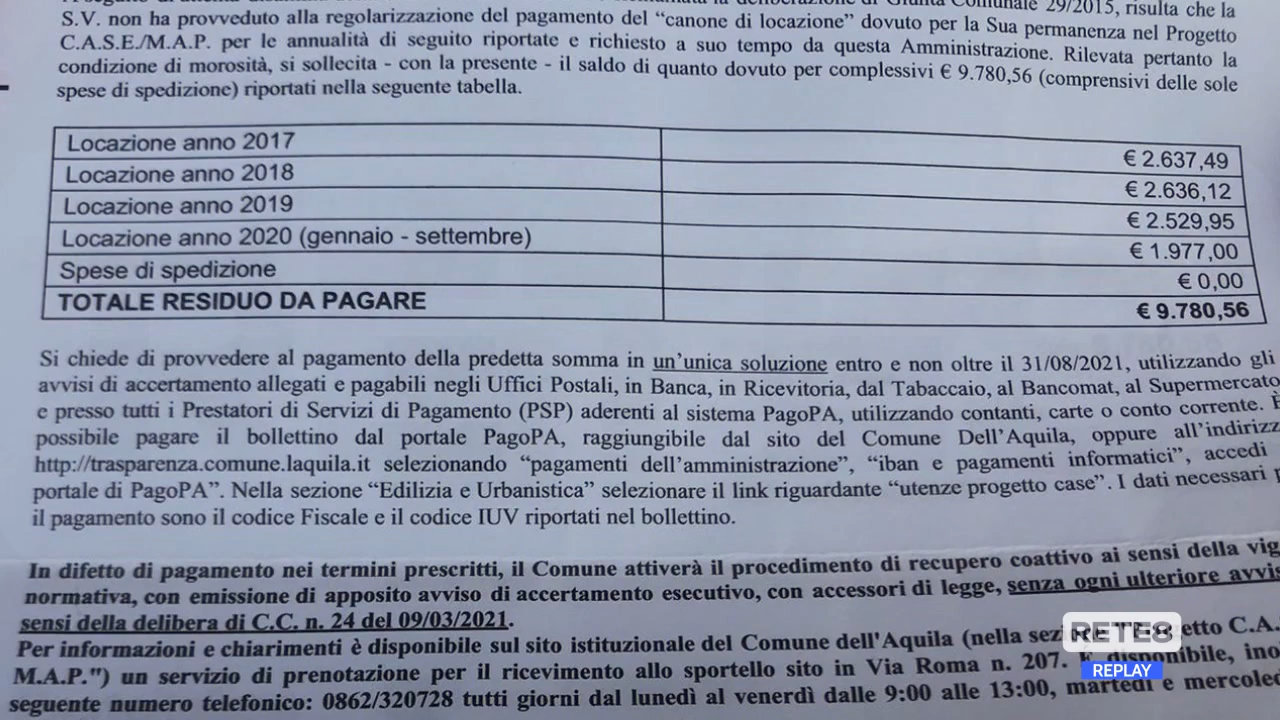 la deliberazione di Giunta Comunale 29/2015, risulta che la
S.V. non ha provveduto alla regolarizzazione del pagamento del “canone di locazione” dovuto per la Sua permanenza nel Progetto
C.A.S.E./M.A.P. per le annualità di seguito riportate e richiesto a suo tempo da questa Amministrazione. Rilevata pertanto la
condizione di morosità, si sollecita - con la presente - il saldo di quanto dovuto per complessivi € 9.780,56 (comprensivi delle sole
spese di spedizione) riportati nella seguente tabella.
Locazione anno 2017 € 2.637,49
Locazione anno 2018 € 2.636,12
Locazione anno 2019 € 2.529,95
Locazione anno 2020 (gennaio - settembre) € 1.977,00
Spese di spedizione € 0,00
TOTALE RESIDUO DA PAGARE € 9.780,56
Si chiede di provvedere al pagamento della predetta somma in un’unica soluzione entro e non oltre il 31/08/2021, utilizzando gli
avvisi di accertamento allegati e pagabili negli Uffici Postali, in Banca, in Ricevitoria, dal Tabaccaio, al Bancomat, al Supermercato
e presso tutti i Prestatori di Servizi di Pagamento (PSP) aderenti al sistema PagoPA, utilizzando contanti, carte o conto corrente. È
possibile pagare il bollettino dal portale PagoPA, raggiungibile dal sito del Comune Dell’Aquila, oppure all’indirizz
http://trasparenza.comune.laquila.it selezionando “pagamenti dell’amministrazione”, “iban e pagamenti informatici”, accedi
portale di PagoPA”. Nella sezione “Edilizia e Urbanistica” selezionare il link riguardante “utenze progetto case”. I dati necessari p
il pagamento sono il codice Fiscale e il codice IUV riportati nel bollettino.
In difetto di pagamento nei termini prescritti, il Comune attiverà il procedimento di recupero coattivo ai sensi della vig
normativa, con emissione di apposito avviso di accertamento esecutivo, con accessori di legge, senza ogni ulteriore avvis
sensi della delibera di C.C. n. 24 del 09/03/2021.
Per informazioni e chiarimenti è disponibile sul sito istituzionale del Comune dell'Aquila (nella C.A.
M.A.P.") un servizio di prenotazione per il ricevimento allo sportello sito in Via Roma n. 207. È disponibile, ino
seguente numero telefonico: 0862/320728 tutti giorni dal lunedì al venerdì dalle 9:00 alle 13:00, martedì e mercoled
RETE8
REPLAY